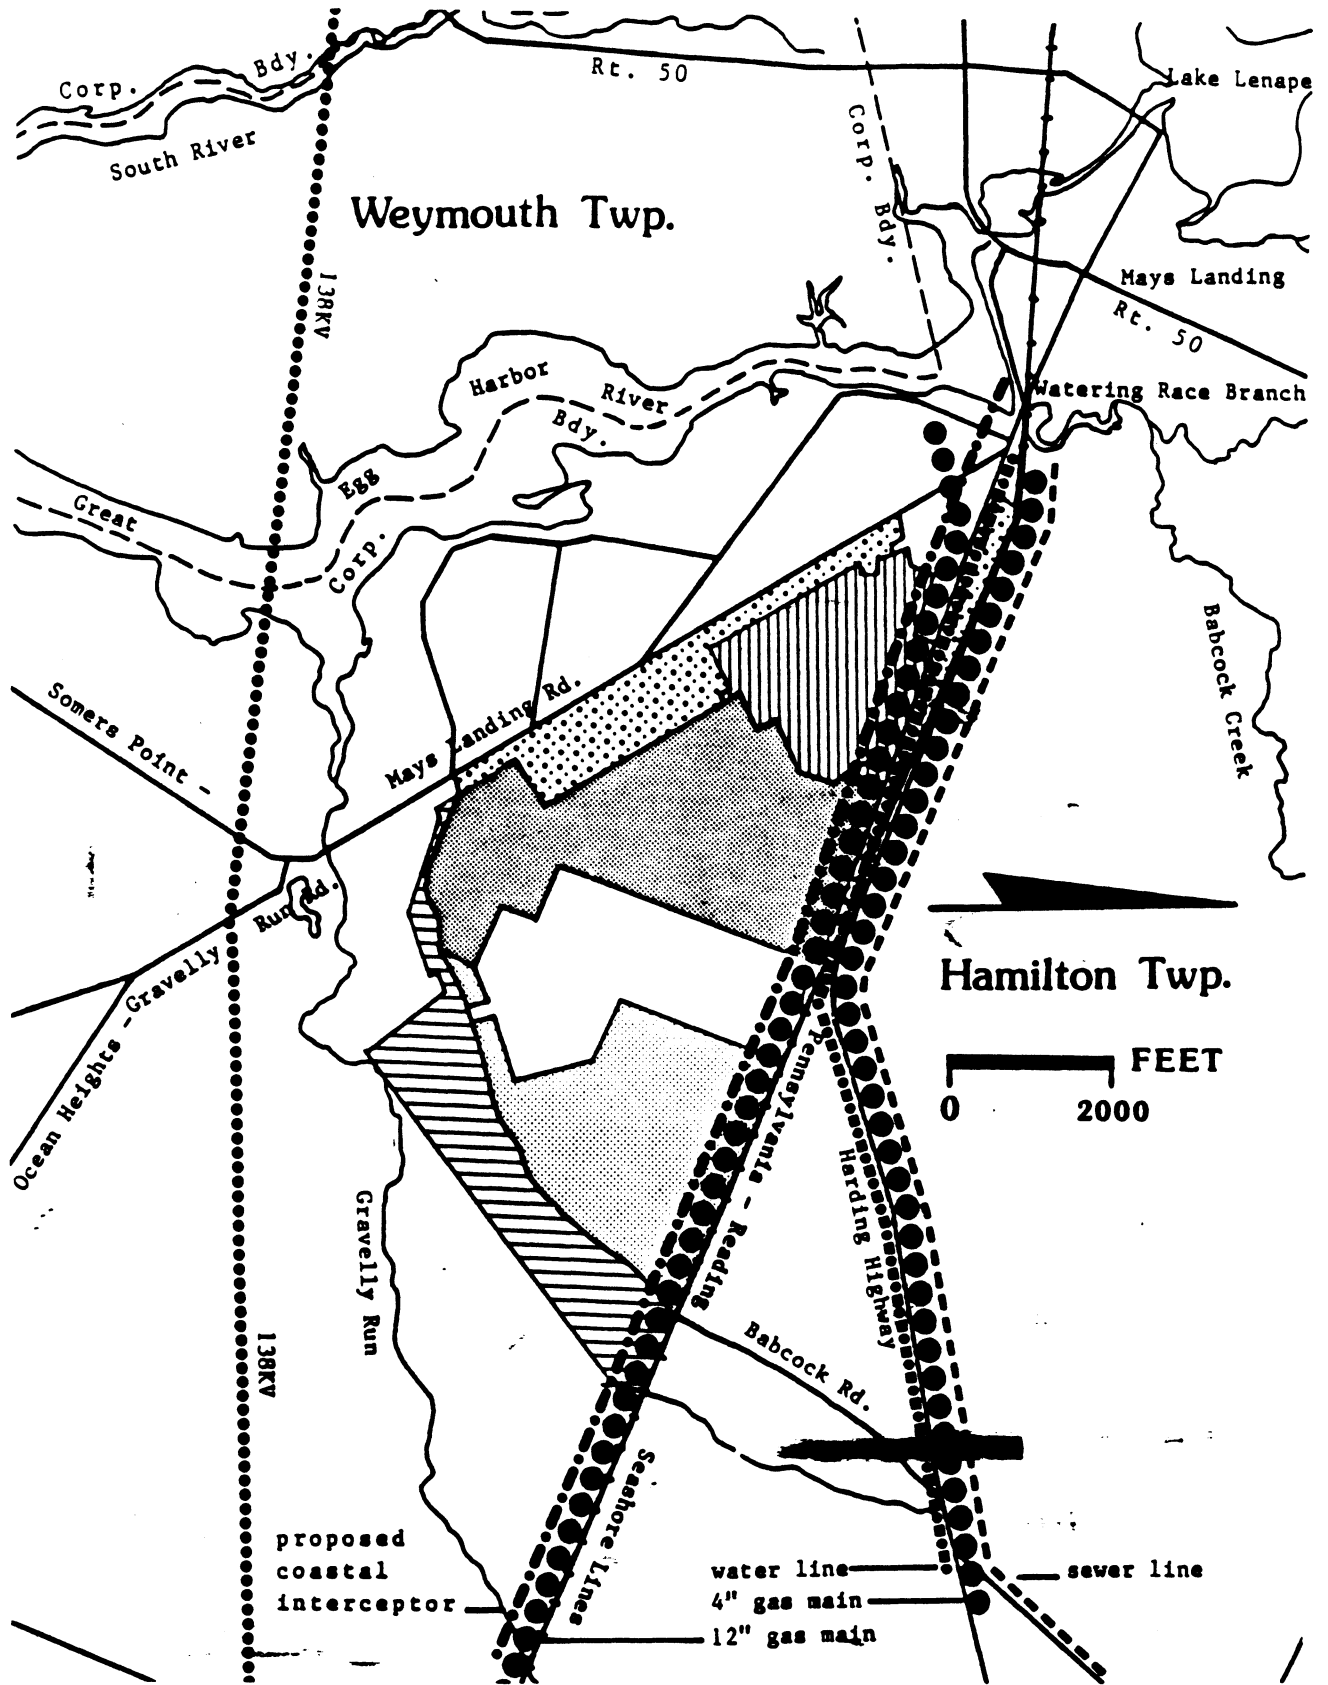 Rt. 50
Lake Lenape
Corp. Bdy.
South River
Corp. Bdy.
Weymouth Twp.
138KV
Mays Landing
Rt. 50
Harbor
River
Watering Race Branch
Bdy.
Egg
Great
Corp.
Babcock Creek
Somers Point -
Mays Landing Rd.
Gravelly Run Rd.
Ocean Heights -
Hamilton Twp.
FEET
0 2000
Pennsylvania - Reading
Harding Highway
Gravelly Run
138KV
Babcock Rd.
Seashore Lines
proposed
coastal
interceptor
water line
sewer line
4" gas main
12" gas main